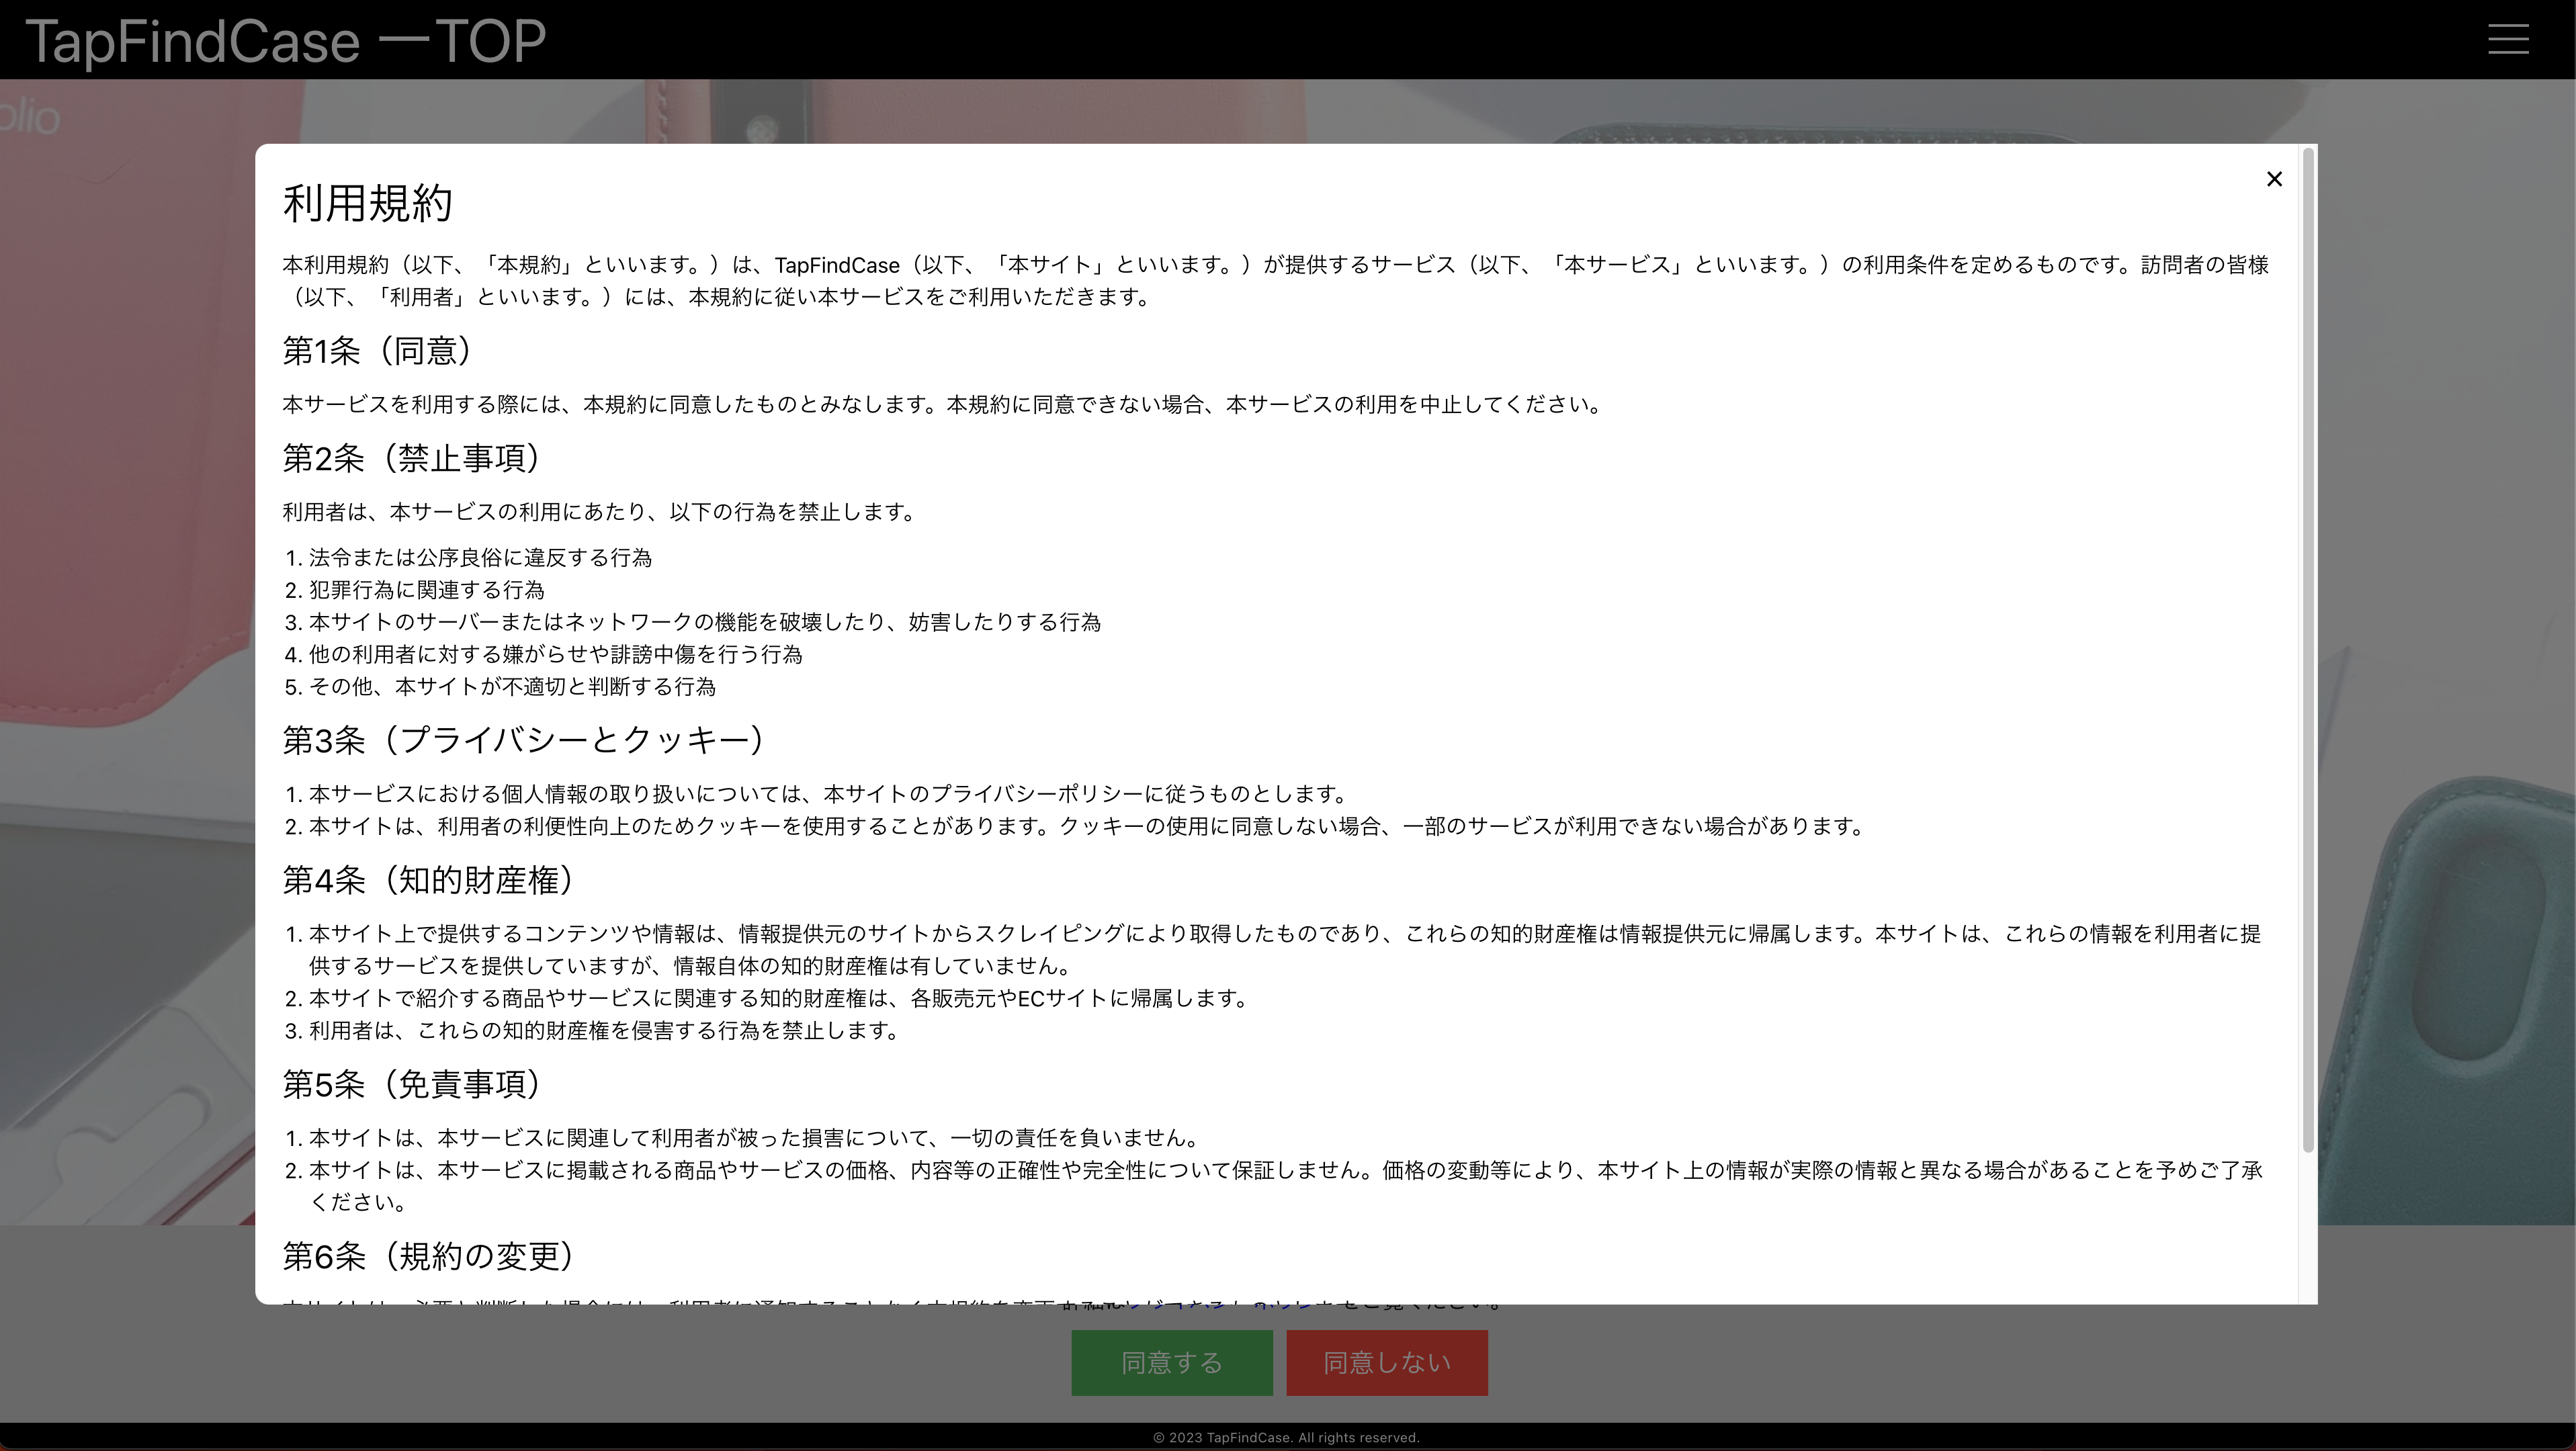 TapFindCase ーTOP
olio
利用規約
×
本利用規約（以下、「本規約」といいます。）は、TapFindCase（以下、「本サイト」といいます。）が提供するサービス（以下、「本サービス」といいます。）の利用条件を定めるものです。訪問者の皆様
（以下、「利用者」といいます。）には、本規約に従い本サービスをご利用いただきます。
第1条（同意）
本サービスを利用する際には、本規約に同意したものとみなします。本規約に同意できない場合、本サービスの利用を中止してください。
第2条（禁止事項）
利用者は、本サービスの利用にあたり、以下の行為を禁止します。
1. 法令または公序良俗に違反する行為
2. 犯罪行為に関連する行為
3. 本サイトのサーバーまたはネットワークの機能を破壊したり、妨害したりする行為
4. 他の利用者に対する嫌がらせや誹謗中傷を行う行為
5. その他、本サイトが不適切と判断する行為
第3条（プライバシーとクッキー）
1. 本サービスにおける個人情報の取り扱いについては、本サイトのプライバシーポリシーに従うものとします。
2. 本サイトは、利用者の利便性向上のためクッキーを使用することがあります。クッキーの使用に同意しない場合、一部のサービスが利用できない場合があります。
第4条（知的財産権）
1. 本サイト上で提供するコンテンツや情報は、情報提供元のサイトからスクレイピングにより取得したものであり、これらの知的財産権は情報提供元に帰属します。本サイトは、これらの情報を利用者に提
供するサービスを提供していますが、情報自体の知的財産権は有していません。
2. 本サイトで紹介する商品やサービスに関連する知的財産権は、各販売元やECサイトに帰属します。
3. 利用者は、これらの知的財産権を侵害する行為を禁止します。
第5条（免責事項）
1. 本サイトは、本サービスに関連して利用者が被った損害について、一切の責任を負いません。
2. 本サイトは、本サービスに掲載される商品やサービスの価格、内容等の正確性や完全性について保証しません。価格の変動等により、本サイト上の情報が実際の情報と異なる場合があることを予めご了承
ください。
第6条（規約の変更）
同意する
同意しない
© 2023 TapFindCase. All rights reserved.